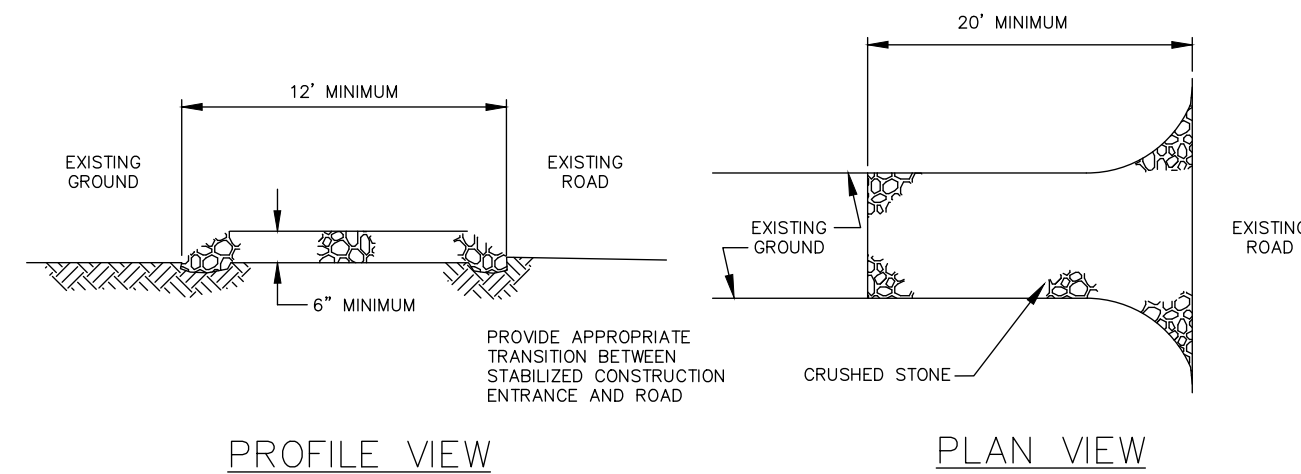 12' MINIMUM
EXISTING
GROUND
EXISTING
ROAD
6" MINIMUM
PROVIDE APPROPRIATE
TRANSITION BETWEEN
STABILIZED CONSTRUCTION
ENTRANCE AND ROAD
PROFILE VIEW
20' MINIMUM
EXISTING
GROUND
EXISTING
ROAD
CRUSHED STONE
PLAN VIEW